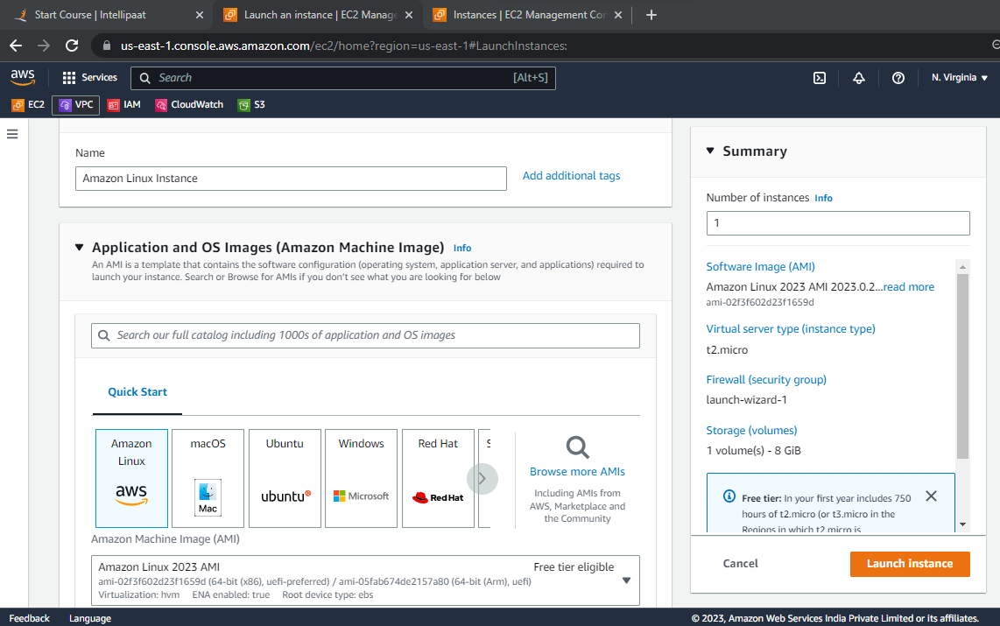 Start Course | Intellipaat
Launch an instance | EC2 Manage
Instances | EC2 Management Con
us-east-1.console.aws.amazon.com/ec2/home?region=us-east-1#LaunchInstances:
aws
Services
Search
[Alt+S]
N. Virginia
EC2
VPC
IAM
CloudWatch
S3
Name
Amazon Linux Instance
Add additional tags
Application and OS Images (Amazon Machine Image) Info
An AMI is a template that contains the software configuration (operating system, application server, and applications) required to
launch your instance. Search or Browse for AMIs if you don't see what you are looking for below
Search our full catalog including 1000s of application and OS images
Quick Start
Amazon
Linux
aws
macOS
Mac
Ubuntu
ubuntu
Windows
Microsoft
Red Hat
Red Hat
S
Browse more AMIs
Including AMIs from
AWS, Marketplace and
the Community
Amazon Machine Image (AMI)
Amazon Linux 2023 AMI
Free tier eligible
ami-02f3f602d23f1659d (64-bit (x86), uefi-preferred) / ami-05fab674de2157a80 (64-bit (Arm), uefi)
Virtualization: hvm ENA enabled: true Root device type: ebs
Summary
Number of instances Info
1
Software Image (AMI)
Amazon Linux 2023 AMI 2023.0.2...read more
ami-02f3f602d23f1659d
Virtual server type (instance type)
t2.micro
Firewall (security group)
launch-wizard-1
Storage (volumes)
1 volume(s) - 8 GiB
Free tier: In your first year includes 750
hours of t2.micro (or t3.micro in the
Regions in which t2.micro is
Cancel
Launch instance
Feedback
Language
© 2023, Amazon Web Services India Private Limited or its affiliates.